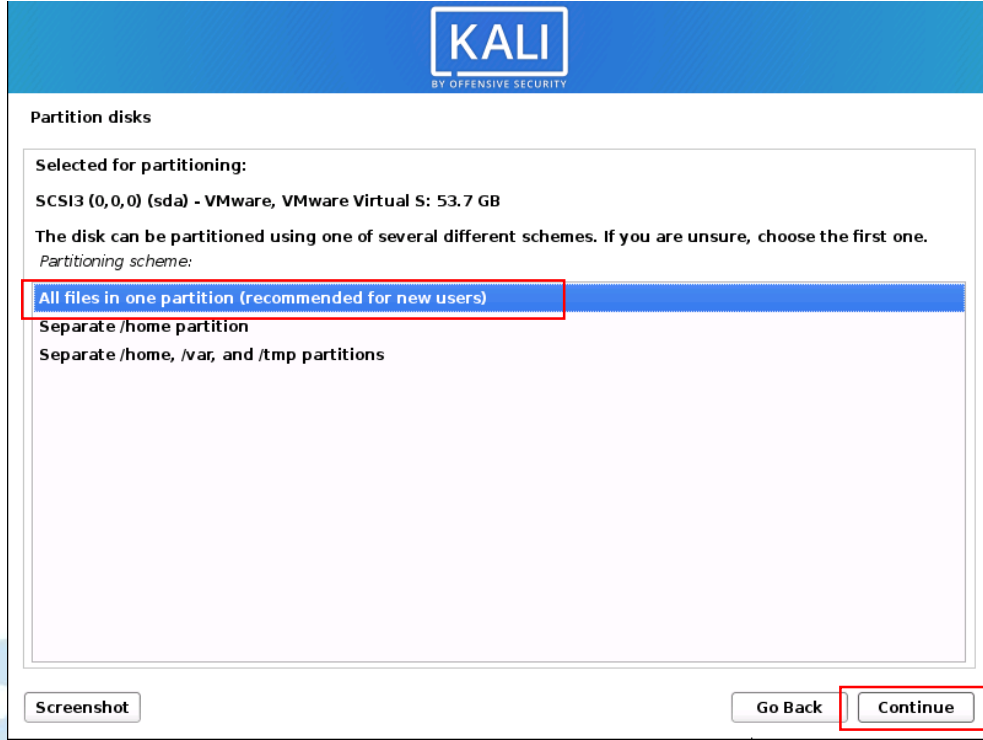 KALI
BY OFFENSIVE SECURITY
Partition disks
Selected for partitioning:
SCSI3 (0,0,0) (sda) - VMware, VMware Virtual S: 53.7 GB
The disk can be partitioned using one of several different schemes. If you are unsure, choose the first one.
Partitioning scheme:
All files in one partition (recommended for new users)
Separate /home partition
Separate /home, /var, and /tmp partitions
Screenshot
Go Back
Continue